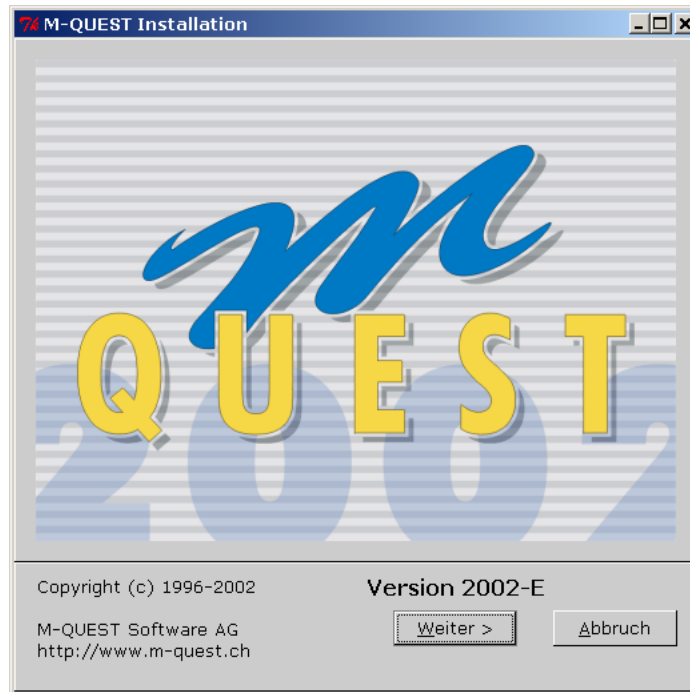 M-QUEST Installation
m
QUEST
2002
Copyright (c) 1996-2002
Version 2002-E
M-QUEST Software AG
http://www.m-quest.ch
Weiter >
Abbruch